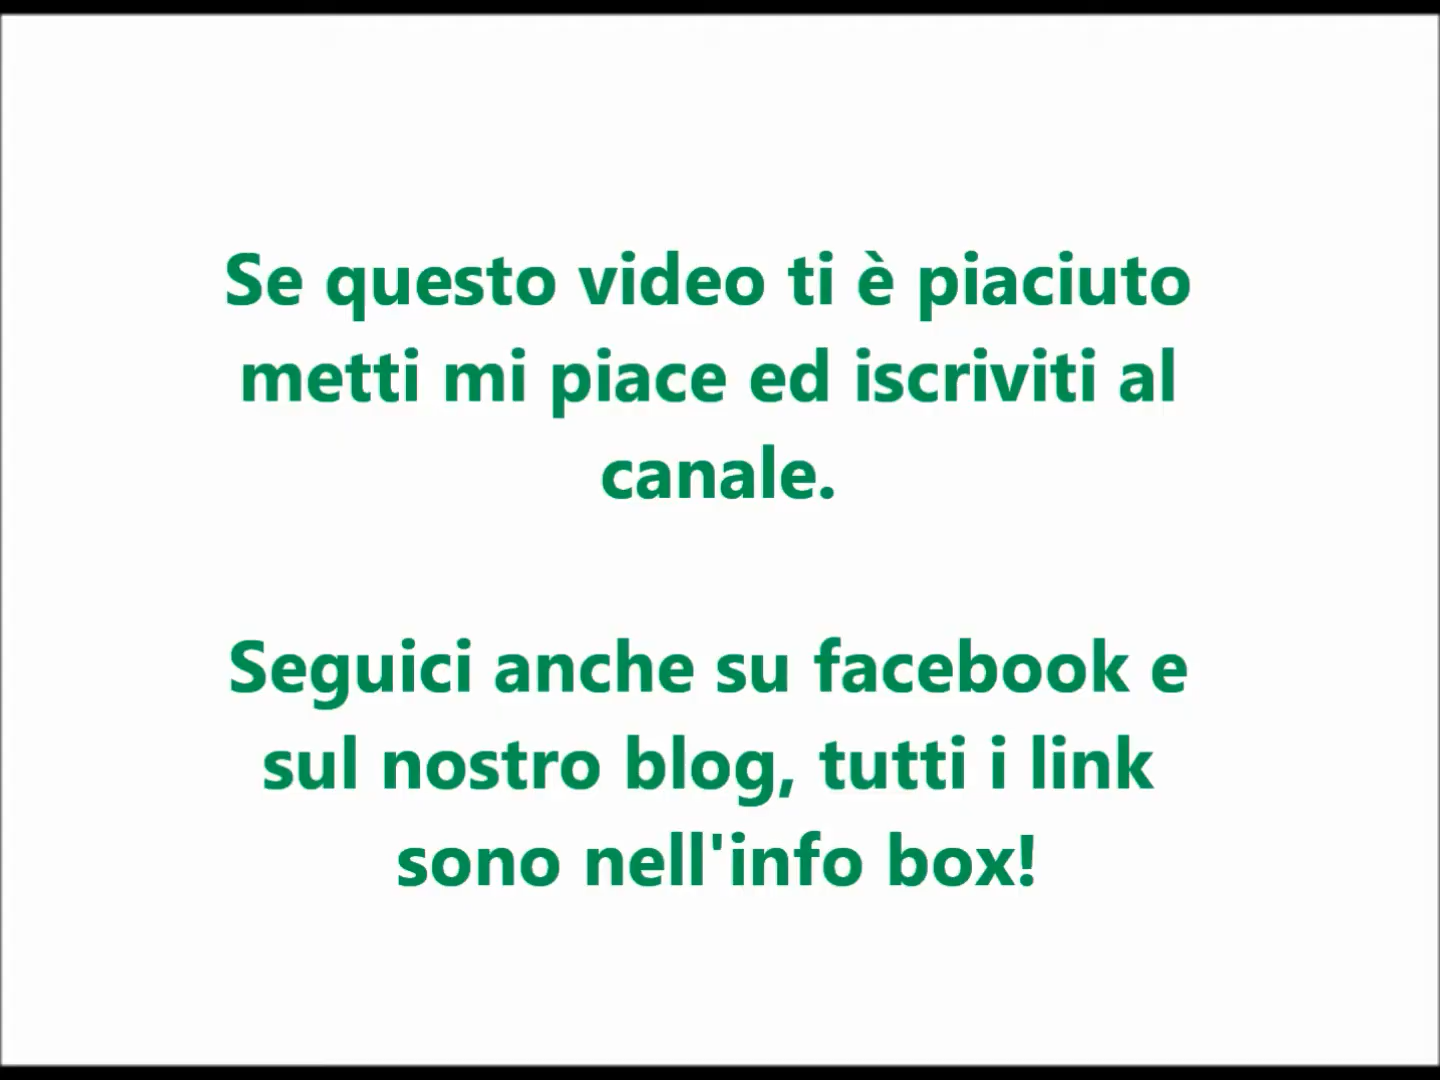 Se questo video ti è piaciuto
metti mi piace ed iscriviti al
canale.
Seguici anche su facebook e
sul nostro blog, tutti i link
sono nell'info box!